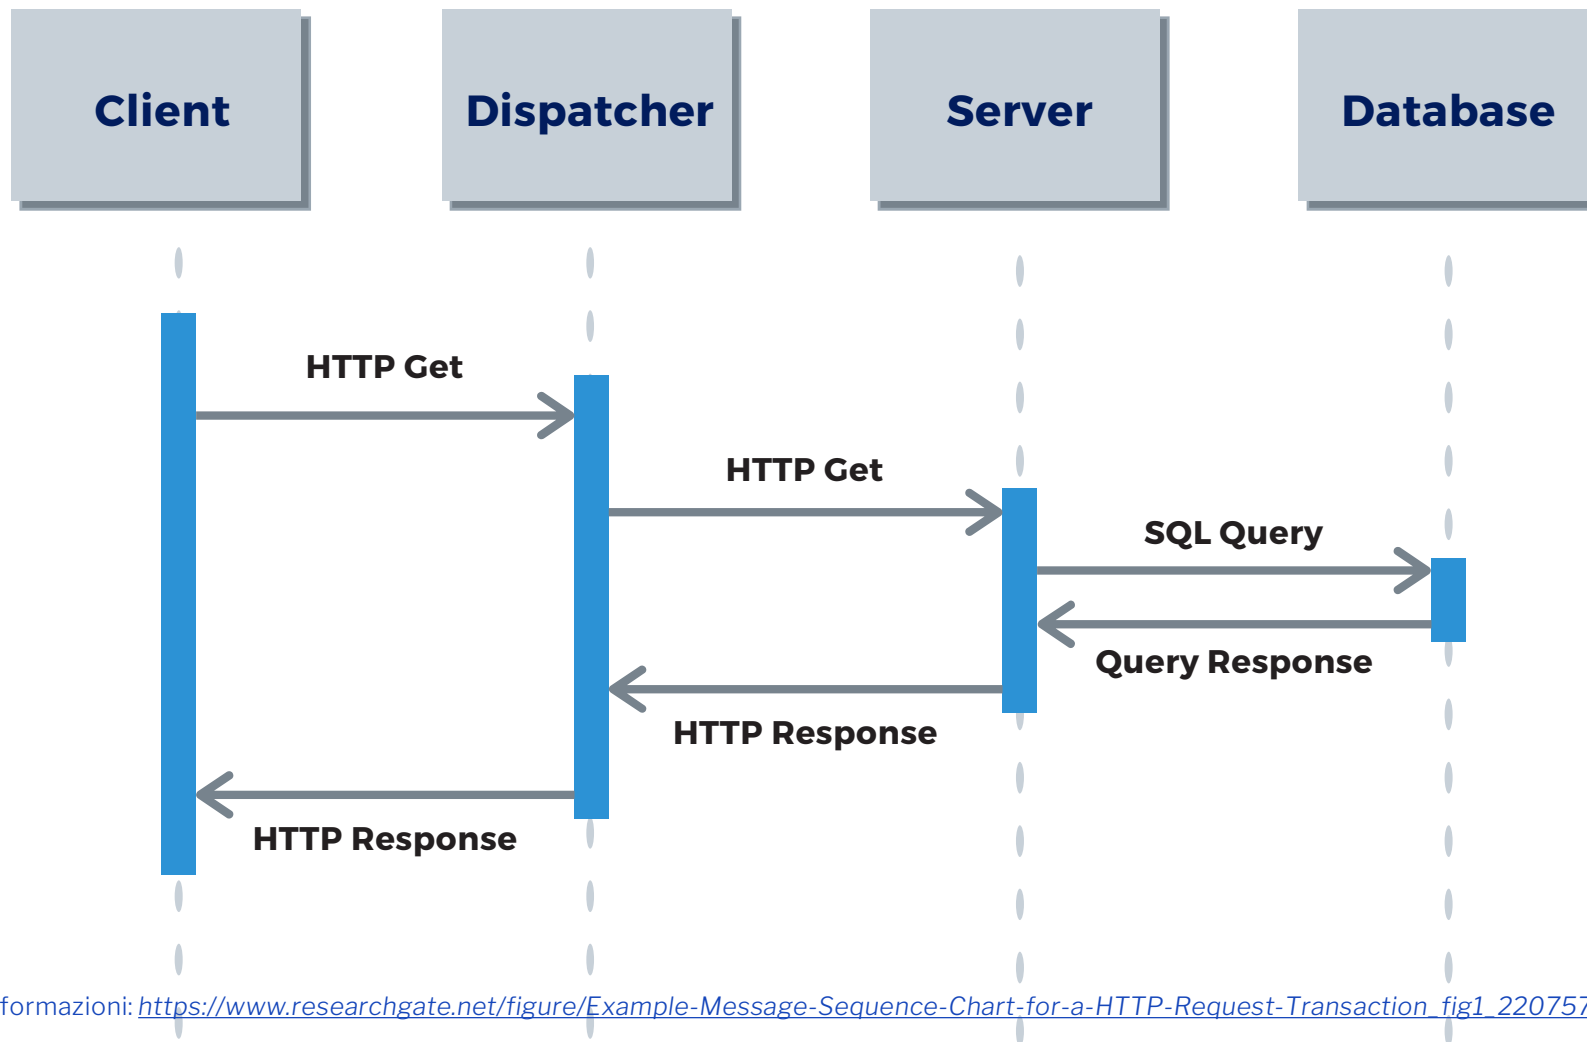 Client
Dispatcher
Server
Database
HTTP Get
HTTP Get
SQL Query
Query Response
HTTP Response
HTTP Response
formazioni: https://www.researchgate.net/figure/Example-Message-Sequence-Chart-for-a-HTTP-Request-Transaction_fig1_220757